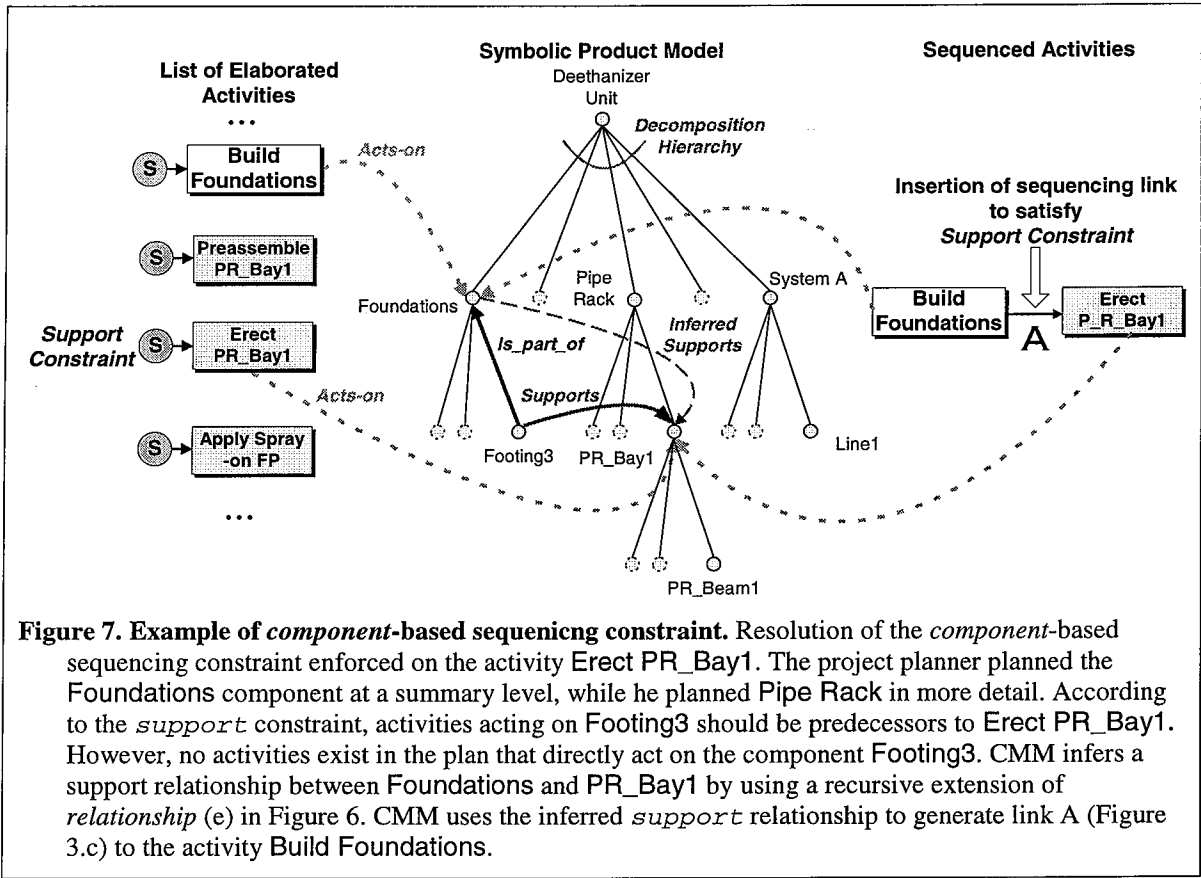 Symbolic Product Model
Sequenced Activities
List of Elaborated
Activities
...
Deethanizer
Unit
Decomposition
Hierarchy
Acts-on
S
Build
Foundations
Insertion of sequencing link
to satisfy
Support Constraint
S
Preassemble
PR_Bay1
Foundations
Pipe
Rack
System A
Build
Foundations
A
Erect
P_R_Bay1
Support
Constraint
S
Erect
PR_Bay1
Is_part_of
Inferred
Supports
Acts-on
Supports
S
Apply Spray
-on FP
Footing3
PR_Bay1
Line1
...
PR_Beam1
Figure 7. Example of component-based sequenicng constraint. Resolution of the component-based
sequencing constraint enforced on the activity Erect PR_Bay1. The project planner planned the
Foundations component at a summary level, while he planned Pipe Rack in more detail. According
to the support constraint, activities acting on Footing3 should be predecessors to Erect PR_Bay1.
However, no activities exist in the plan that directly act on the component Footing3. CMM infers a
support relationship between Foundations and PR_Bay1 by using a recursive extension of
relationship (e) in Figure 6. CMM uses the inferred support relationship to generate link A (Figure
3.c) to the activity Build Foundations.